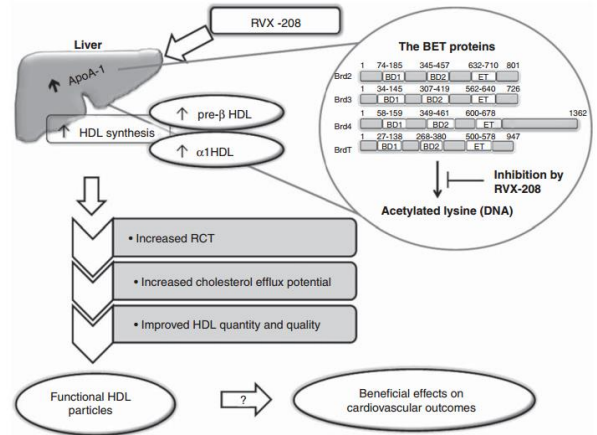 RVX -208
Liver
ApoA-1
HDL synthesis
pre-β HDL
α1HDL
The BET proteins
1 74-185 345-457 632-710 801
Brd2 BD1 BD2 ET
1 34-145 307-419 562-640 726
Brd3 BD1 BD2 ET
1 58-159 349-461 600-678 1362
Brd4 BD1 BD2 ET
1 27-138 268-380 500-578 947
BrdT BD1 BD2 ET
Inhibition by
RVX-208
Acetylated lysine (DNA)
• Increased RCT
• Increased cholesterol efflux potential
• Improved HDL quantity and quality
Functional HDL
particles
?
Beneficial effects on
cardiovascular outcomes